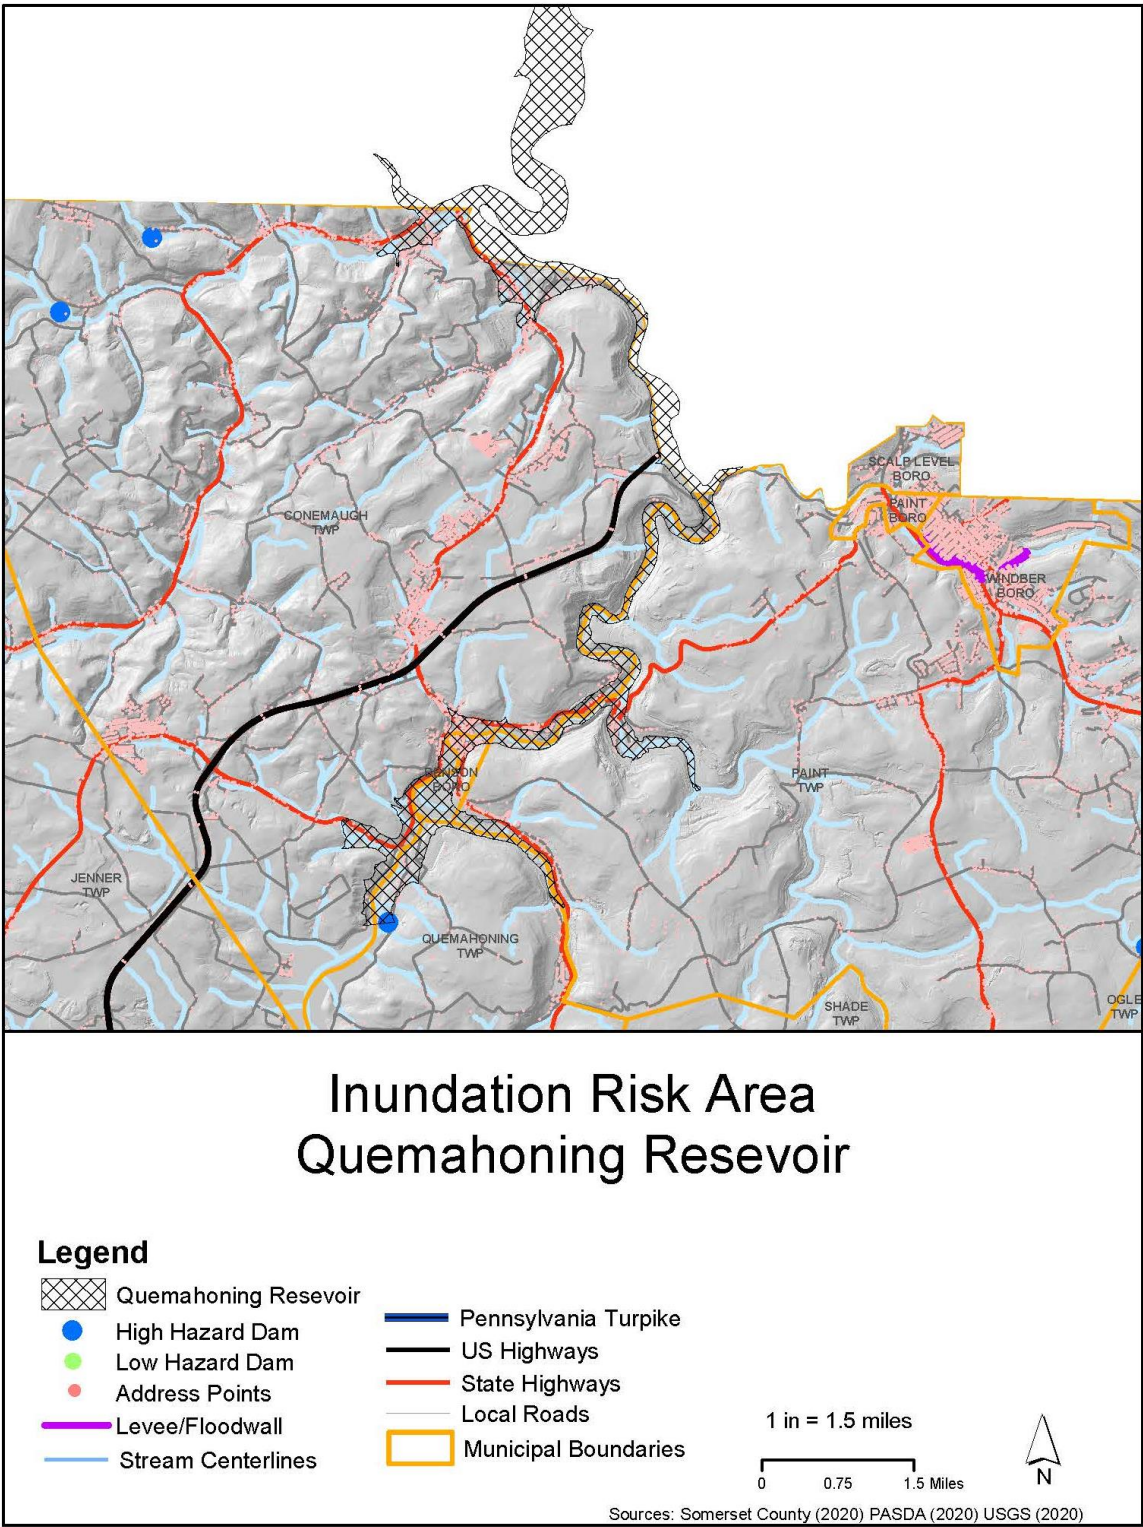 SCALP LEVEL
BORO
PAINT
BORO
CONEMAUGH
TWP
WINDBER
BORO
BENSON
BORO
PAINT
TWP
JENNER
TWP
QUEMAHONING
TWP
SHADE
TWP
OGLE
TWP
Inundation Risk Area
Quemahoning Resevoir
Legend
Quemahoning Resevoir
High Hazard Dam
Low Hazard Dam
Address Points
Levee/Floodwall
Stream Centerlines
Pennsylvania Turpike
US Highways
State Highways
Local Roads
Municipal Boundaries
1 in = 1.5 miles
0 0.75 1.5 Miles
N
Sources: Somerset County (2020) PASDA (2020) USGS (2020)